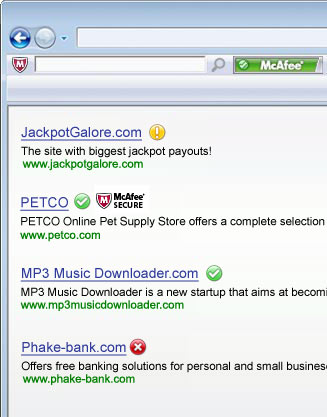 McAfee
JackpotGalore.com
The site with biggest jackpot payouts!
www.jackpotgalore.com
PETCO McAfee SECURE
PETCO Online Pet Supply Store offers a complete selection
www.petco.com
MP3 Music Downloader.com
MP3 Music Downloader is a new startup that aims at becomi
www.mp3musicdownloader.com
Phake-bank.com
Offers free banking solutions for personal and small busines
www.phake-bank.com